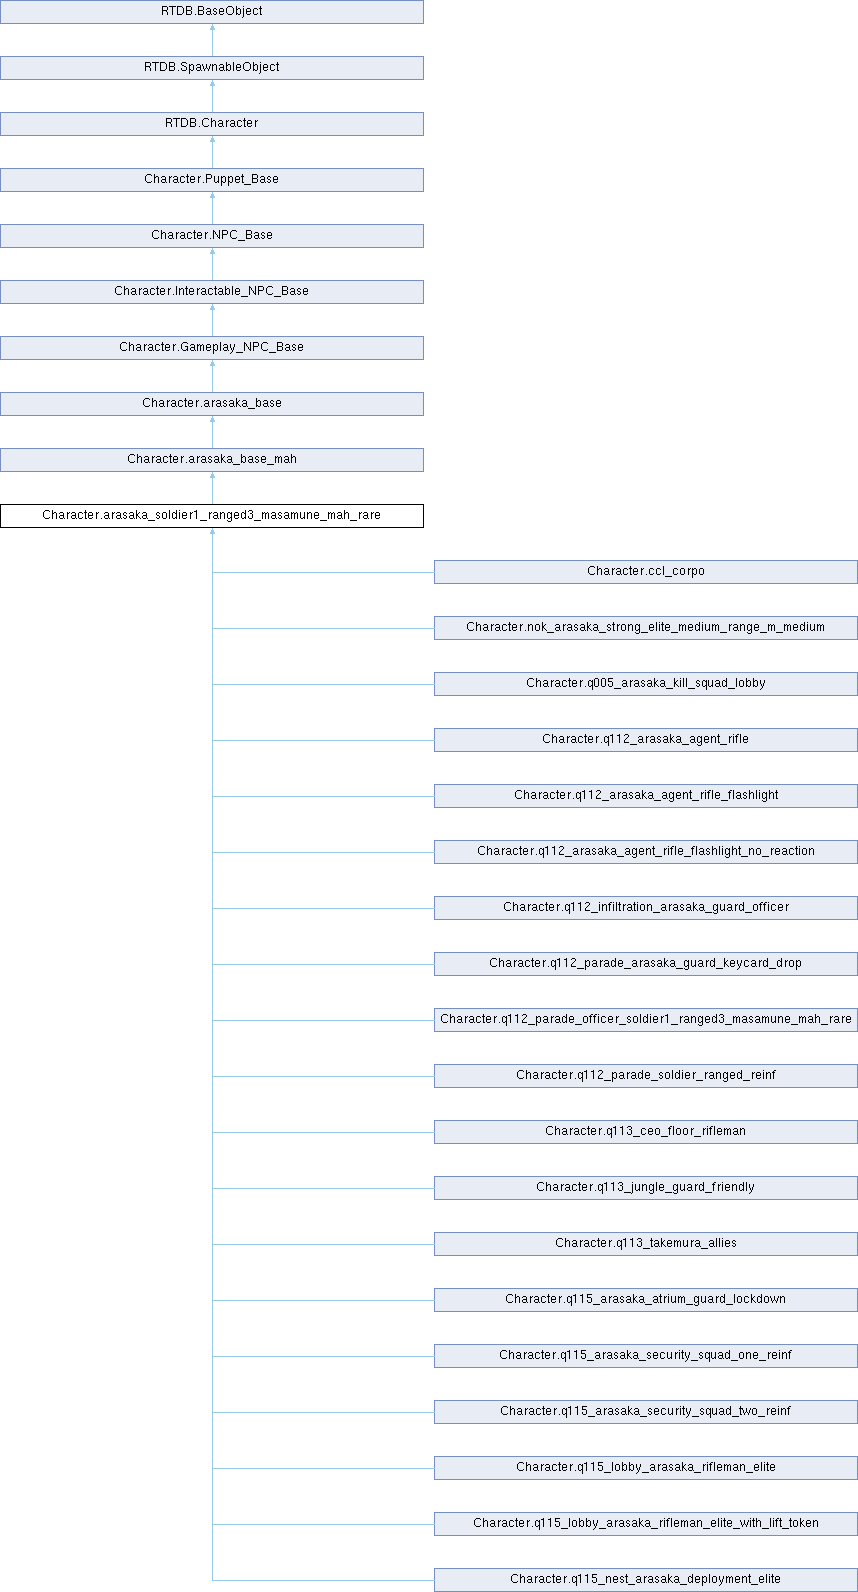 RTDB.BaseObject
RTDB.SpawnableObject
RTDB.Character
Character.Puppet_Base
Character.NPC_Base
Character.Interactable_NPC_Base
Character.Gameplay_NPC_Base
Character.arasaka_base
Character.arasaka_base_mah
Character.arasaka_soldier1_ranged3_masamune_mah_rare
Character.ccl_corpo
Character.nok_arasaka_strong_elite_medium_range_m_medium
Character.q005_arasaka_kill_squad_lobby
Character.q112_arasaka_agent_rifle
Character.q112_arasaka_agent_rifle_flashlight
Character.q112_arasaka_agent_rifle_flashlight_no_reaction
Character.q112_infiltration_arasaka_guard_officer
Character.q112_parade_arasaka_guard_keycard_drop
Character.q112_parade_officer_soldier1_ranged3_masamune_mah_rare
Character.q112_parade_soldier_ranged_reinf
Character.q113_ceo_floor_rifleman
Character.q113_jungle_guard_friendly
Character.q113_takemura_allies
Character.q115_arasaka_atrium_guard_lockdown
Character.q115_arasaka_security_squad_one_reinf
Character.q115_arasaka_security_squad_two_reinf
Character.q115_lobby_arasaka_rifleman_elite
Character.q115_lobby_arasaka_rifleman_elite_with_lift_token
Character.q115_nest_arasaka_deployment_elite